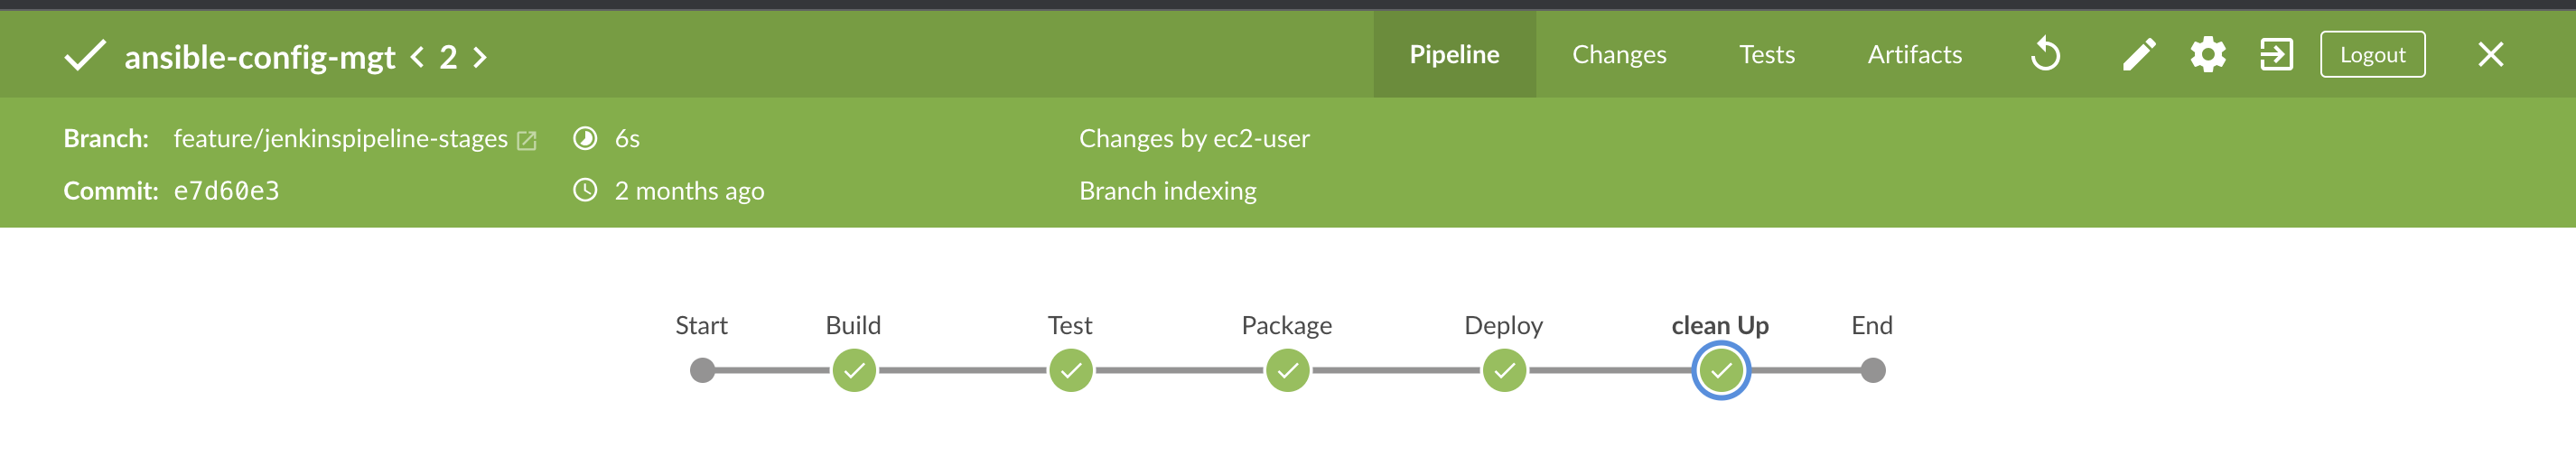 ansible-config-mgt < 2 >
Pipeline Changes Tests Artifacts Logout
Branch: feature/jenkinspipeline-stages 6s Changes by ec2-user
Commit: e7d60e3 2 months ago Branch indexing
Start Build Test Package Deploy clean Up End